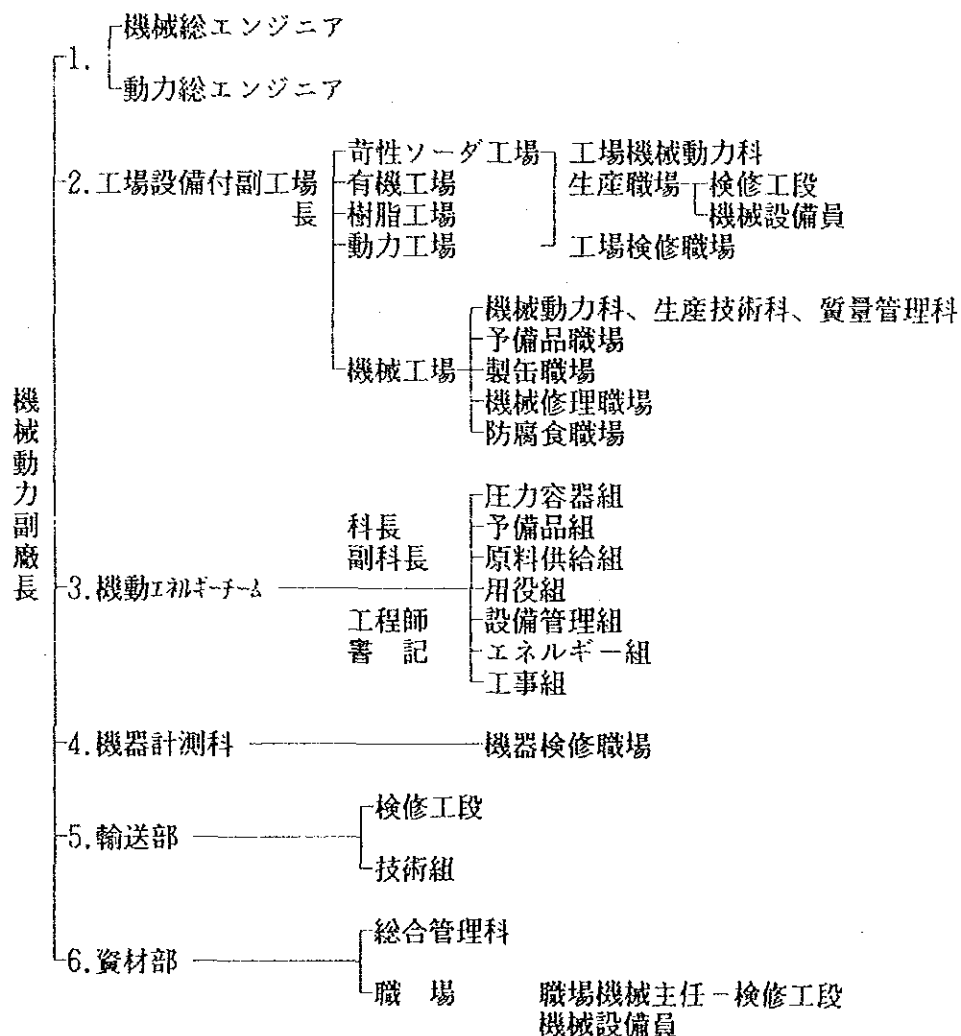 機械総エンジニア
1.
動力総エンジニア
苛性ソーダ工場 工場機械動力科
2.工場設備付副工場長 有機工場 生産職場 検修工段
樹脂工場 機械設備員
動力工場 工場検修職場
機械動力科、生産技術科、質量管理科
予備品職場
機械工場 製缶職場
機械修理職場
防腐食職場
機械動力副廠長
圧力容器組
科長 予備品組
副科長 原料供給組
3.機動エネルギーチーム 用役組
工程師 設備管理組
書 記 エネルギー組
工事組
4.機器計測科 機器検修職場
検修工段
5.輸送部
技術組
総合管理科
6.資材部
職 場 職場機械主任-検修工段
機械設備員